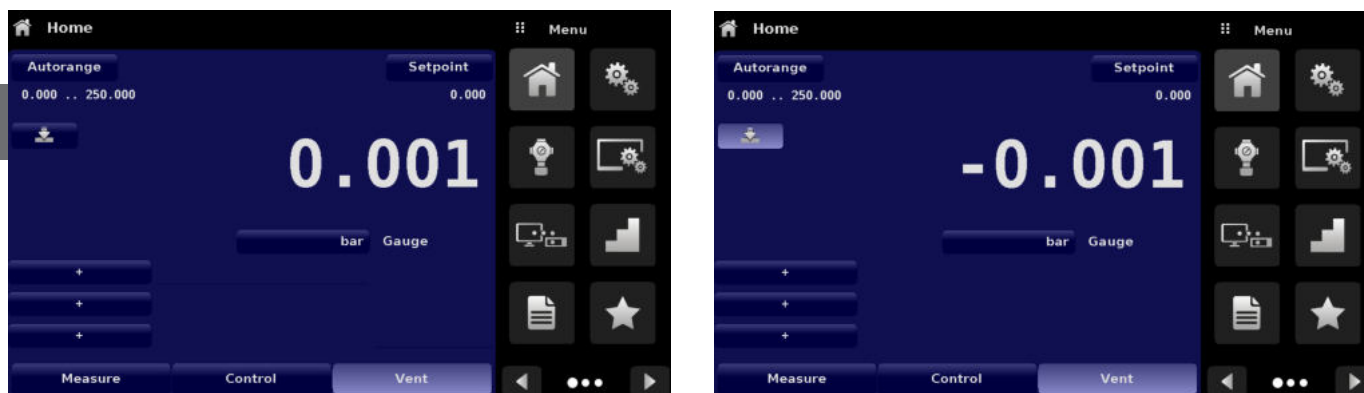 Home
Menu
Autorange
Setpoint
0.000 .. 250.000
0.000
0.001
bar Gauge
+
+
+
Measure Control Vent
Home
Menu
Autorange
Setpoint
0.000 .. 250.000
0.000
-0.001
bar Gauge
+
+
+
Measure Control Vent